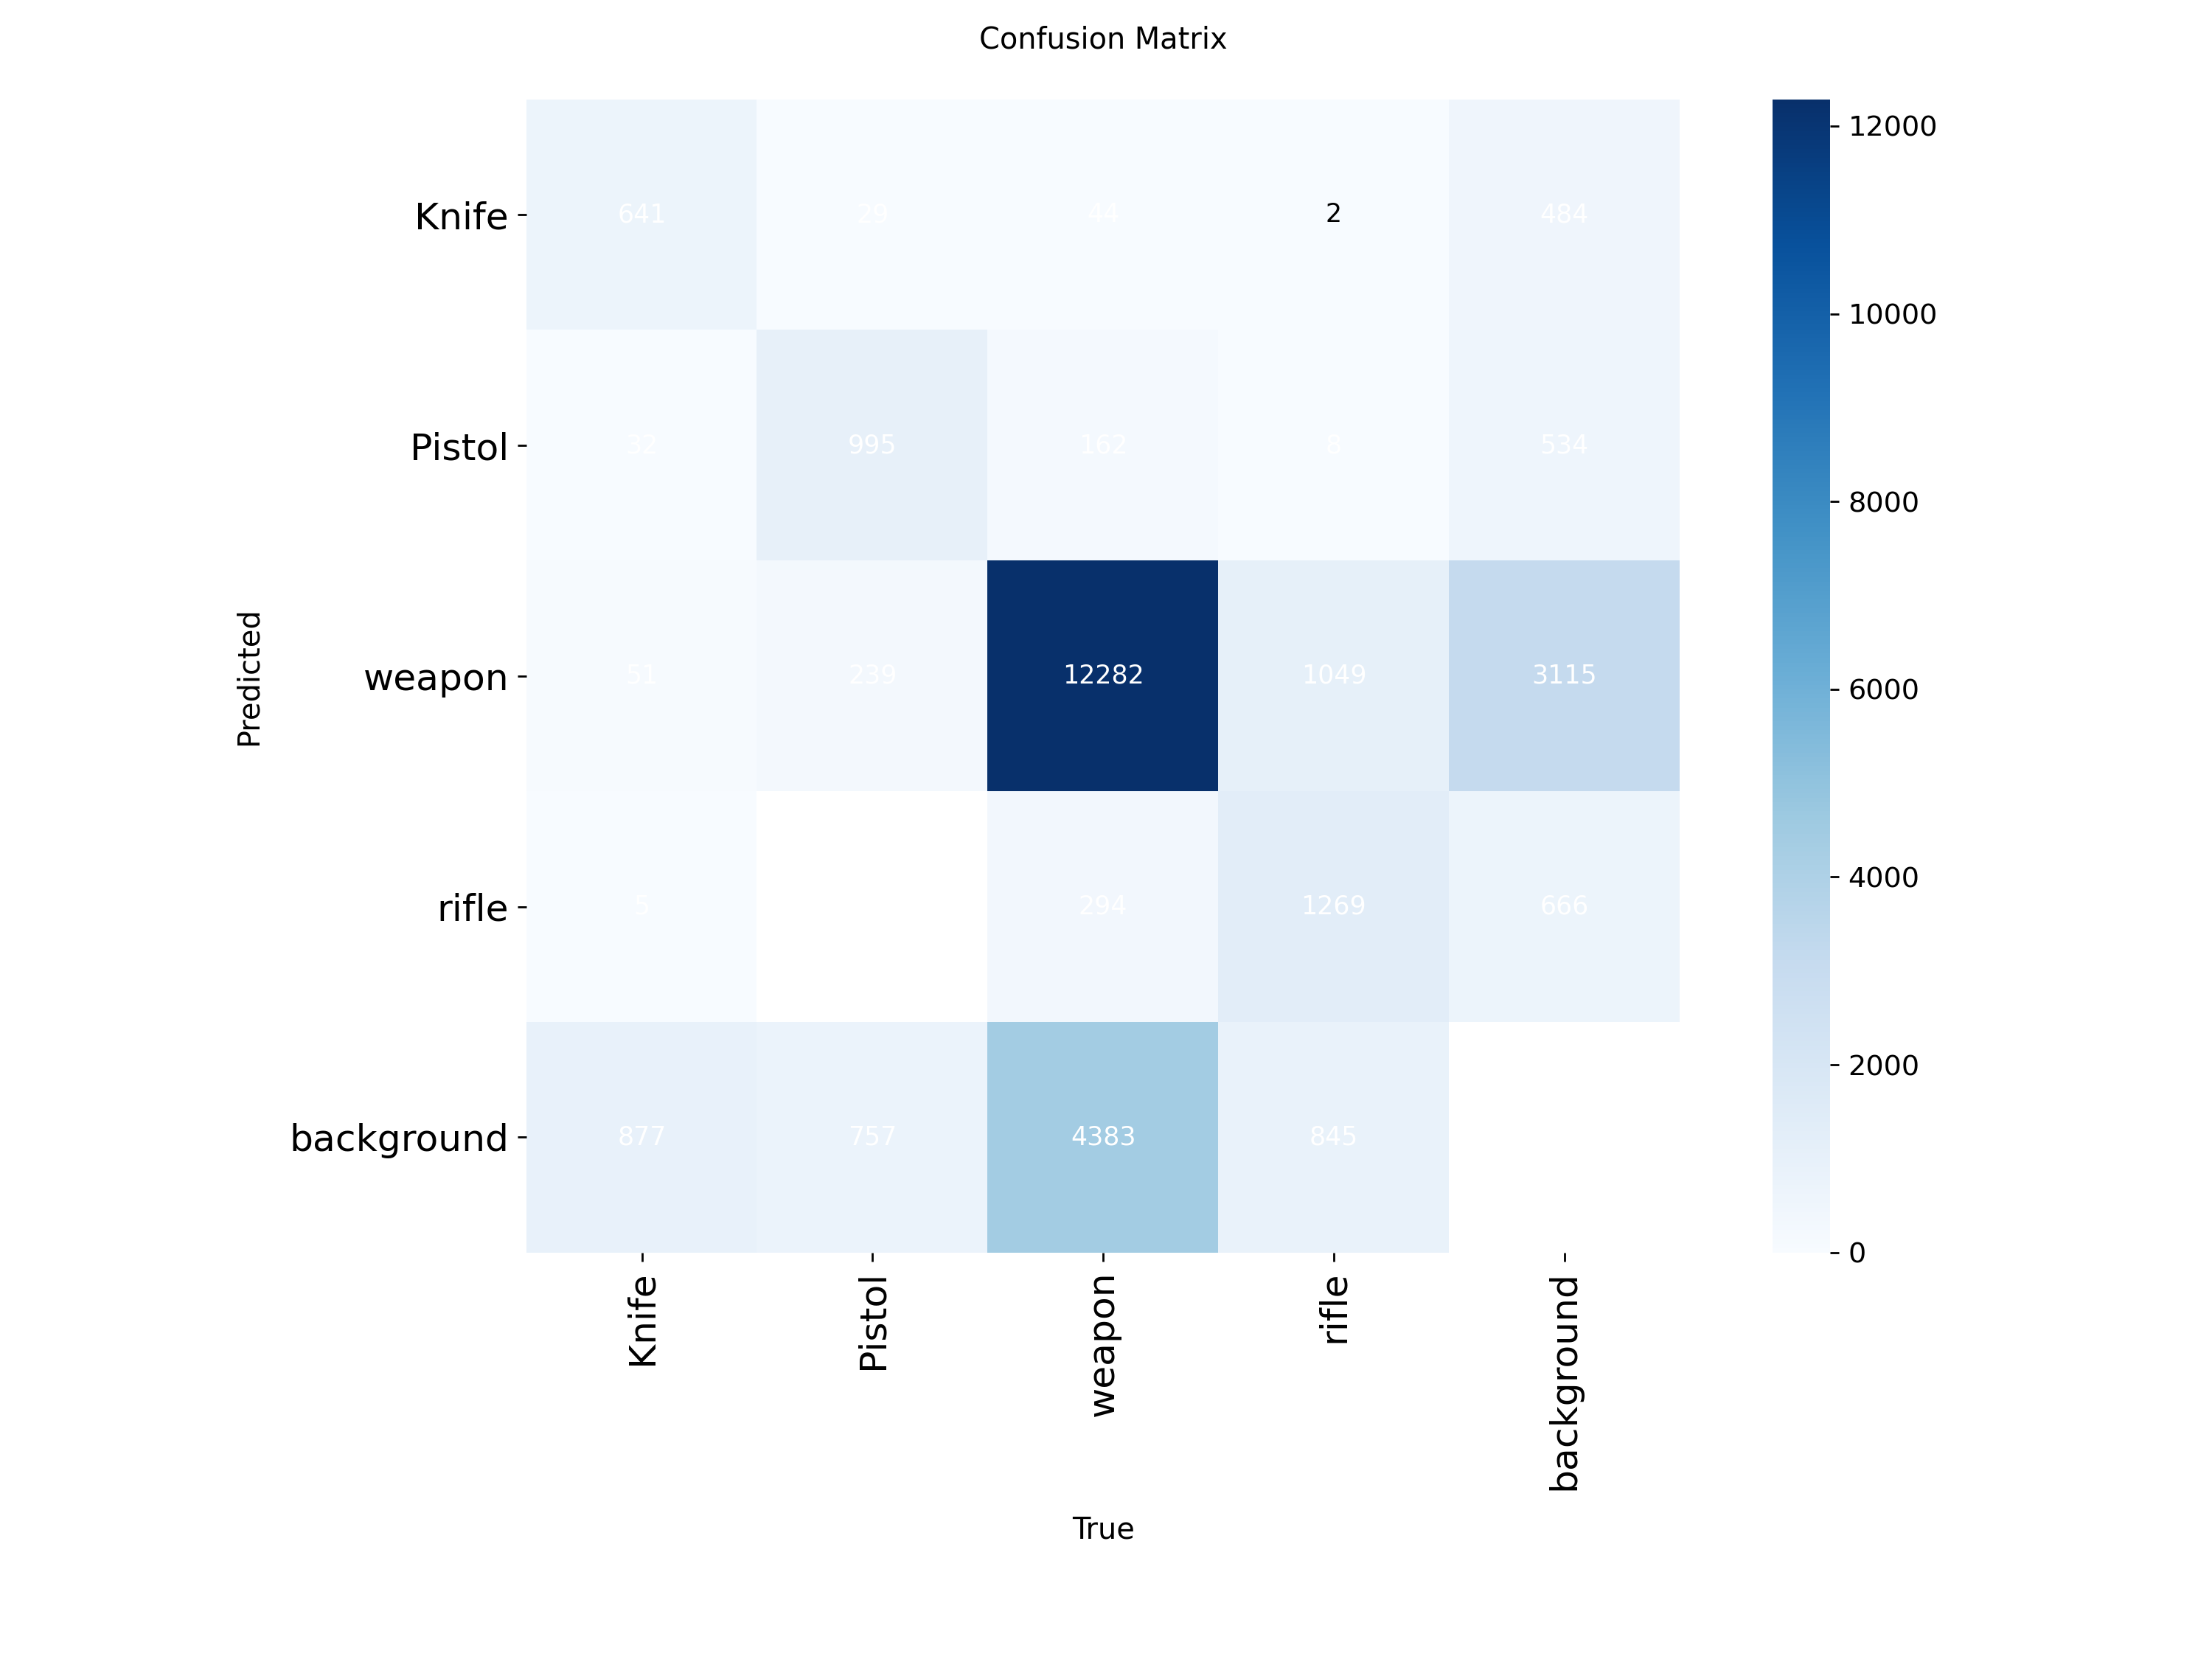 Confusion Matrix
Knife 641 29 44 2 484
Pistol 32 995 162 8 534
weapon 51 239 12282 1049 3115
rifle 5 294 1269 666
background 877 757 4383 845
Knife Pistol weapon rifle background
Predicted
True
12000
10000
8000
6000
4000
2000
0